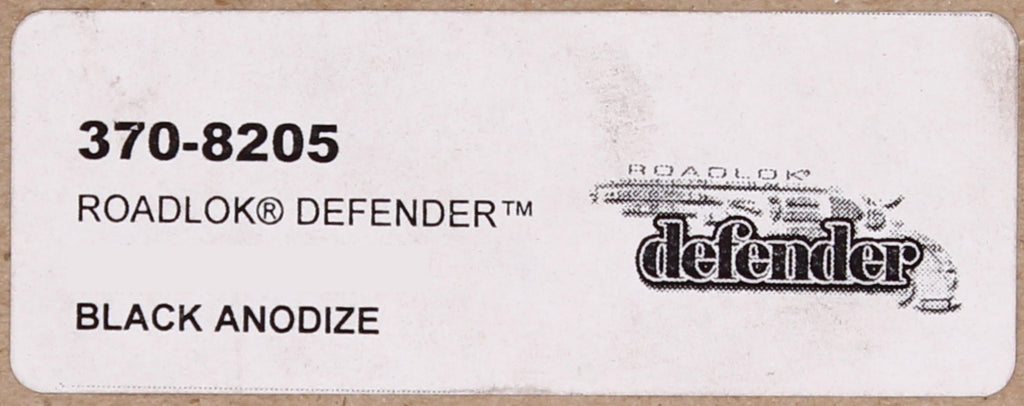 370-8205
ROADLOK® DEFENDER™
BLACK ANODIZE
ROADLOK®
defender